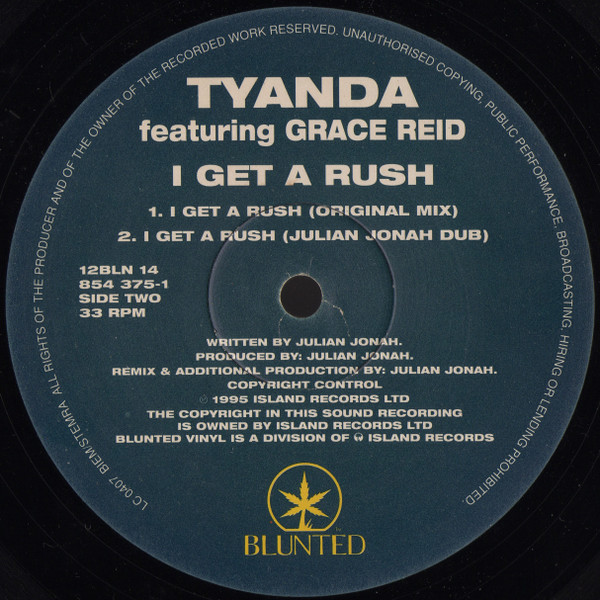 ALL RIGHTS OF THE PRODUCER AND OF THE OWNER OF THE RECORDED WORK RESERVED. UNAUTHORISED COPYING, PUBLIC PERFORMANCE, BROADCASTING, HIRING OR LENDING PROHIBITED.
TYANDA
featuring GRACE REID
I GET A RUSH
1. I GET A RUSH (ORIGINAL MIX)
2. I GET A RUSH (JULIAN JONAH DUB)
12BLN 14
854 375-1
SIDE TWO
33 RPM
WRITTEN BY JULIAN JONAH.
PRODUCED BY: JULIAN JONAH.
REMIX & ADDITIONAL PRODUCTION BY: JULIAN JONAH.
COPYRIGHT CONTROL
℗ 1995 ISLAND RECORDS LTD
THE COPYRIGHT IN THIS SOUND RECORDING
IS OWNED BY ISLAND RECORDS LTD
BLUNTED VINYL IS A DIVISION OF ISLAND RECORDS
LC 0407 BIEM/STEMRA
BLUNTED